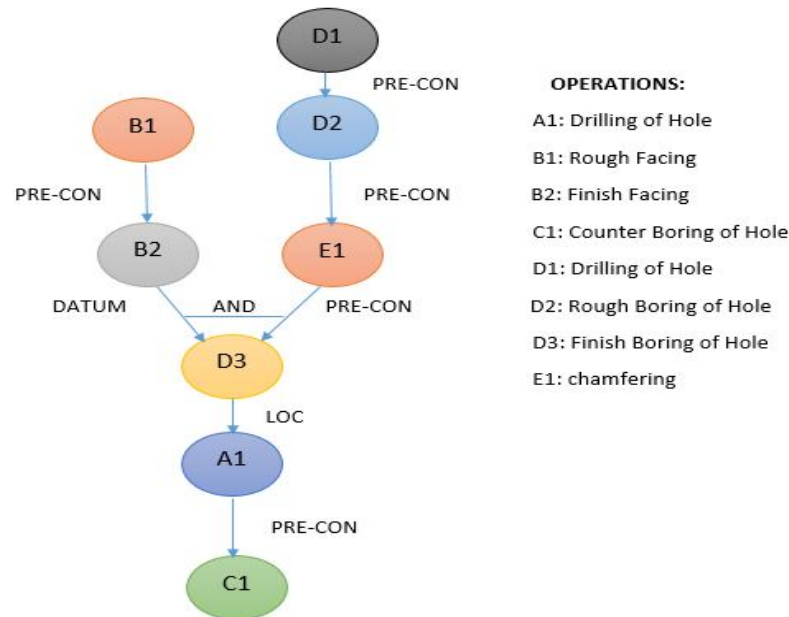 D1
PRE-CON
B1
D2
PRE-CON
PRE-CON
B2
E1
DATUM
AND
PRE-CON
D3
LOC
A1
PRE-CON
C1
OPERATIONS:
A1: Drilling of Hole
B1: Rough Facing
B2: Finish Facing
C1: Counter Boring of Hole
D1: Drilling of Hole
D2: Rough Boring of Hole
D3: Finish Boring of Hole
E1: chamfering